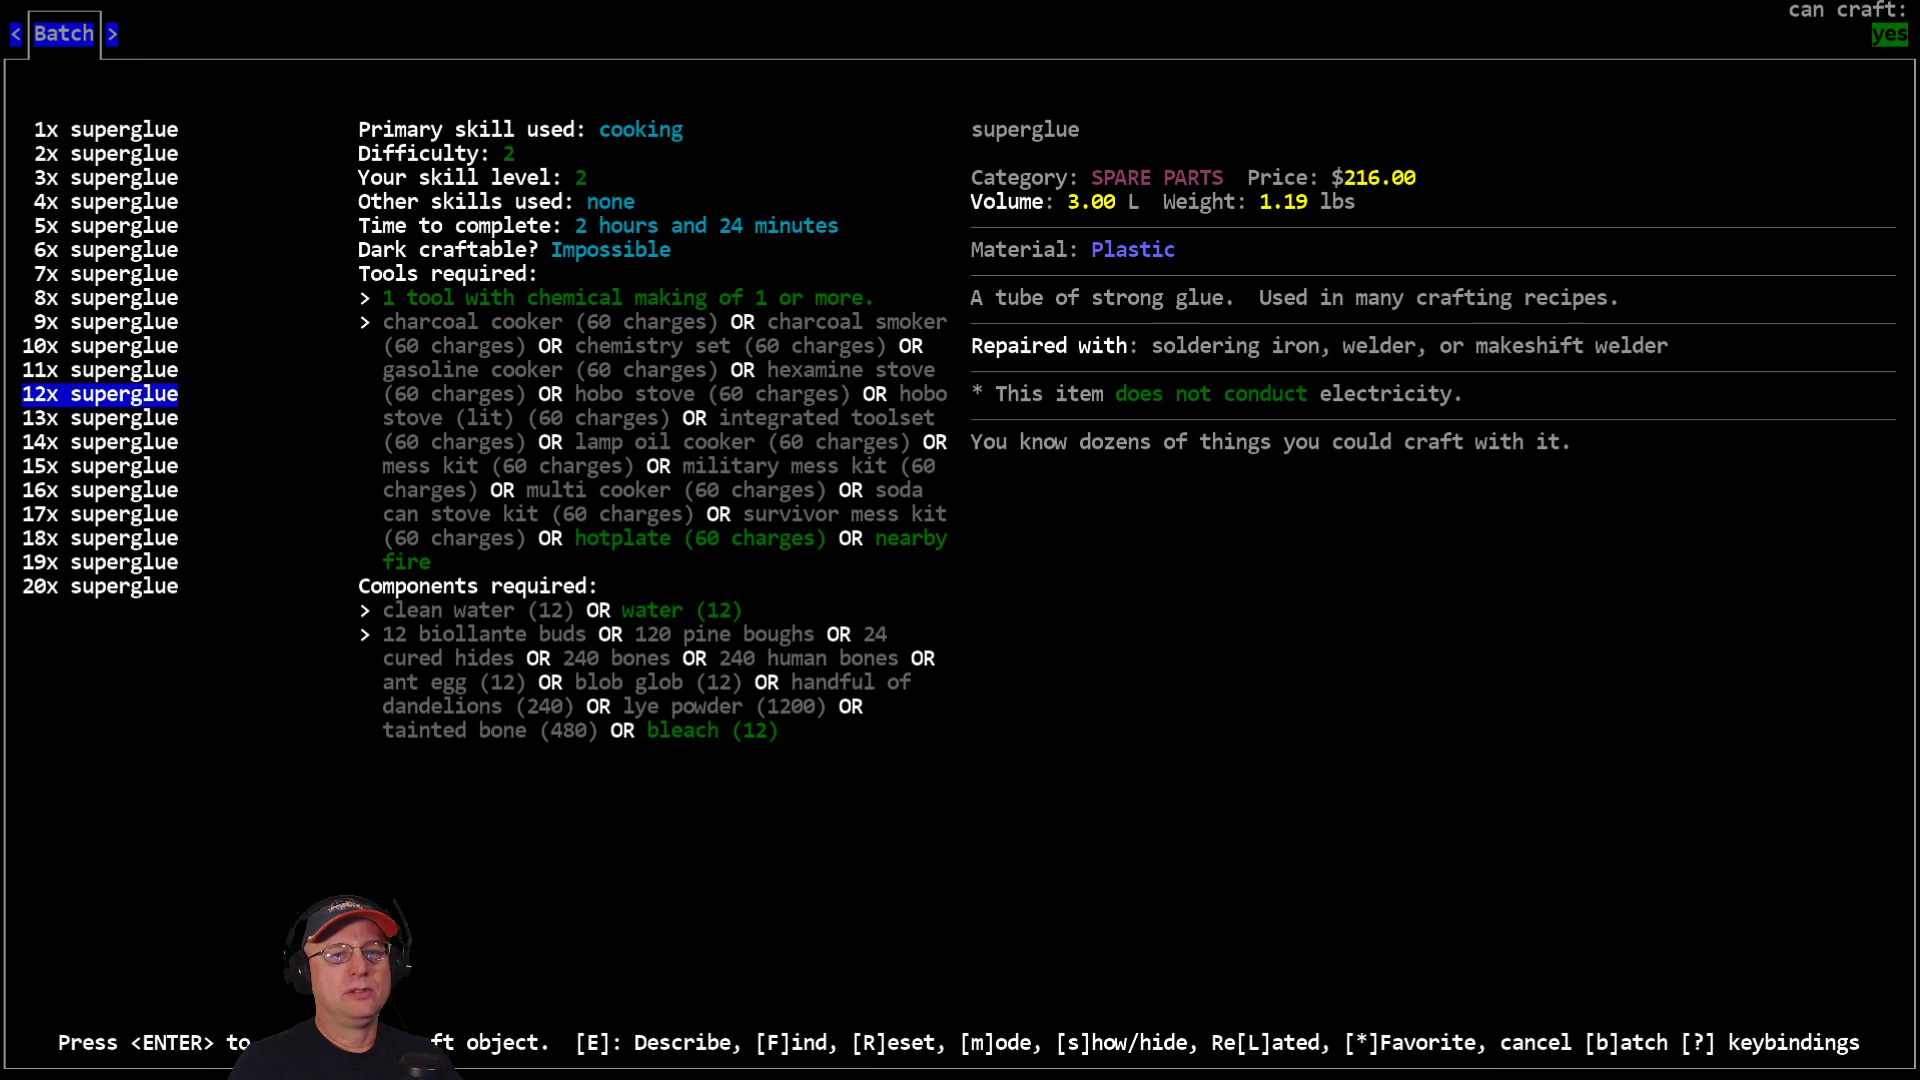 can craft:
< Batch >
yes
1x superglue
2x superglue
3x superglue
4x superglue
5x superglue
6x superglue
7x superglue
8x superglue
9x superglue
10x superglue
11x superglue
12x superglue
13x superglue
14x superglue
15x superglue
16x superglue
17x superglue
18x superglue
19x superglue
20x superglue
Primary skill used: cooking
Difficulty: 2
Your skill level: 2
Other skills used: none
Time to complete: 2 hours and 24 minutes
Dark craftable? Impossible
Tools required:
> 1 tool with chemical making of 1 or more.
> charcoal cooker (60 charges) OR charcoal smoker
(60 charges) OR chemistry set (60 charges) OR
gasoline cooker (60 charges) OR hexamine stove
(60 charges) OR hobo stove (60 charges) OR hobo
stove (lit) (60 charges) OR integrated toolset
(60 charges) OR lamp oil cooker (60 charges) OR
mess kit (60 charges) OR military mess kit (60
charges) OR multi cooker (60 charges) OR soda
can stove kit (60 charges) OR survivor mess kit
(60 charges) OR hotplate (60 charges) OR nearby
fire
Components required:
> clean water (12) OR water (12)
> 12 biollante buds OR 120 pine boughs OR 24
cured hides OR 240 bones OR 240 human bones OR
ant egg (12) OR blob glob (12) OR handful of
dandelions (240) OR lye powder (1200) OR
tainted bone (480) OR bleach (12)
superglue
Category: SPARE PARTS Price: $216.00
Volume: 3.00 L Weight: 1.19 lbs
Material: Plastic
A tube of strong glue. Used in many crafting recipes.
Repaired with: soldering iron, welder, or makeshift welder
* This item does not conduct electricity.
You know dozens of things you could craft with it.
Press <ENTER> to ft object. [E]: Describe, [F]ind, [R]eset, [m]ode, [s]how/hide, Re[L]ated, [*]Favorite, cancel [b]atch [?] keybindings